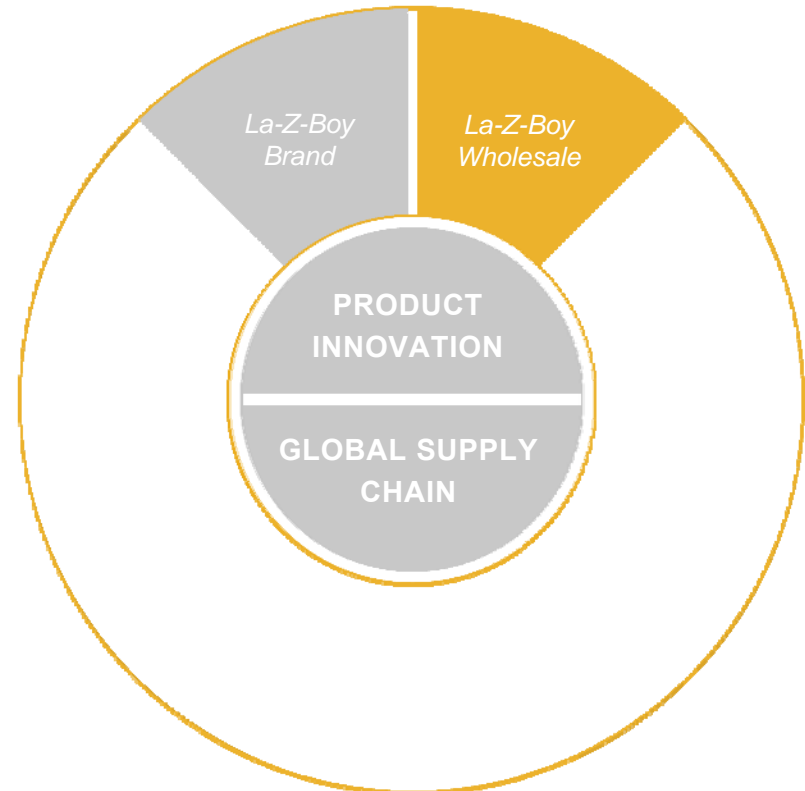 La-Z-Boy
Brand
La-Z-Boy
Wholesale
PRODUCT
INNOVATION
GLOBAL SUPPLY
CHAIN